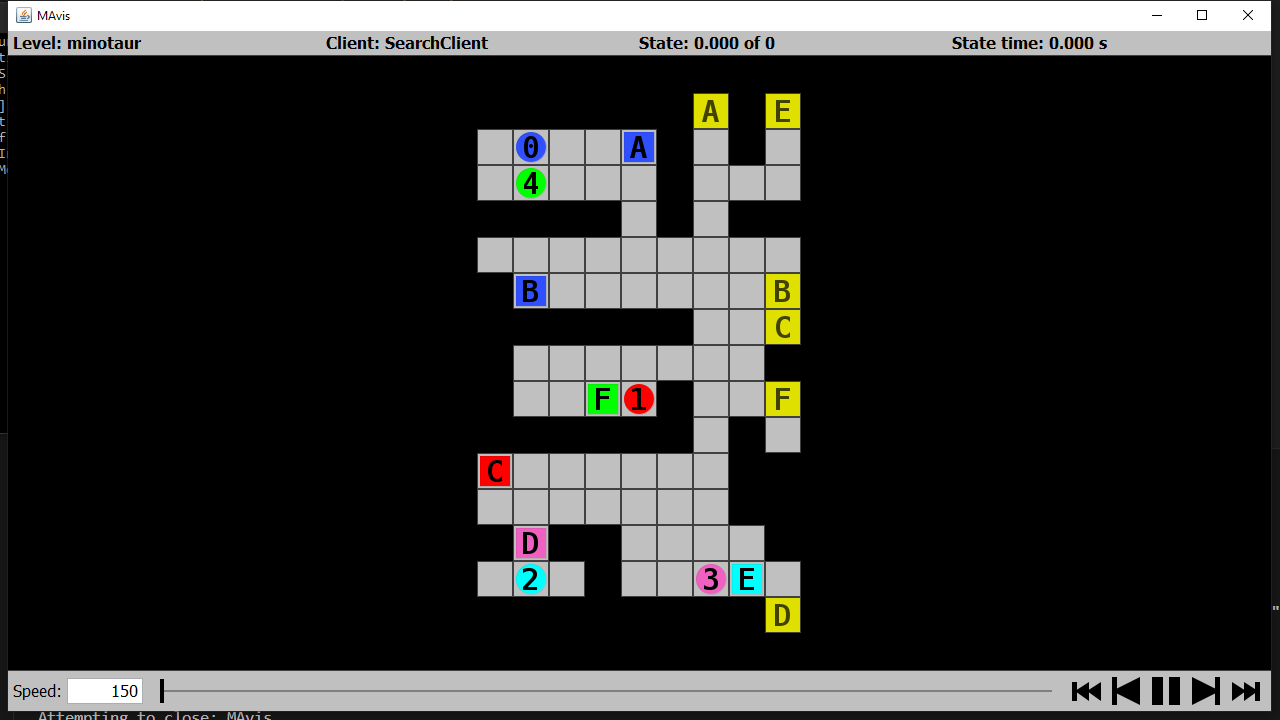 MAvis
Level: minotaur Client: SearchClient State: 0.000 of 0 State time: 0.000 s
A E
0 A
4
B B
C
F 1 F
C
D
2 3 E
D
Speed: 150
Attempting to close: MAvis